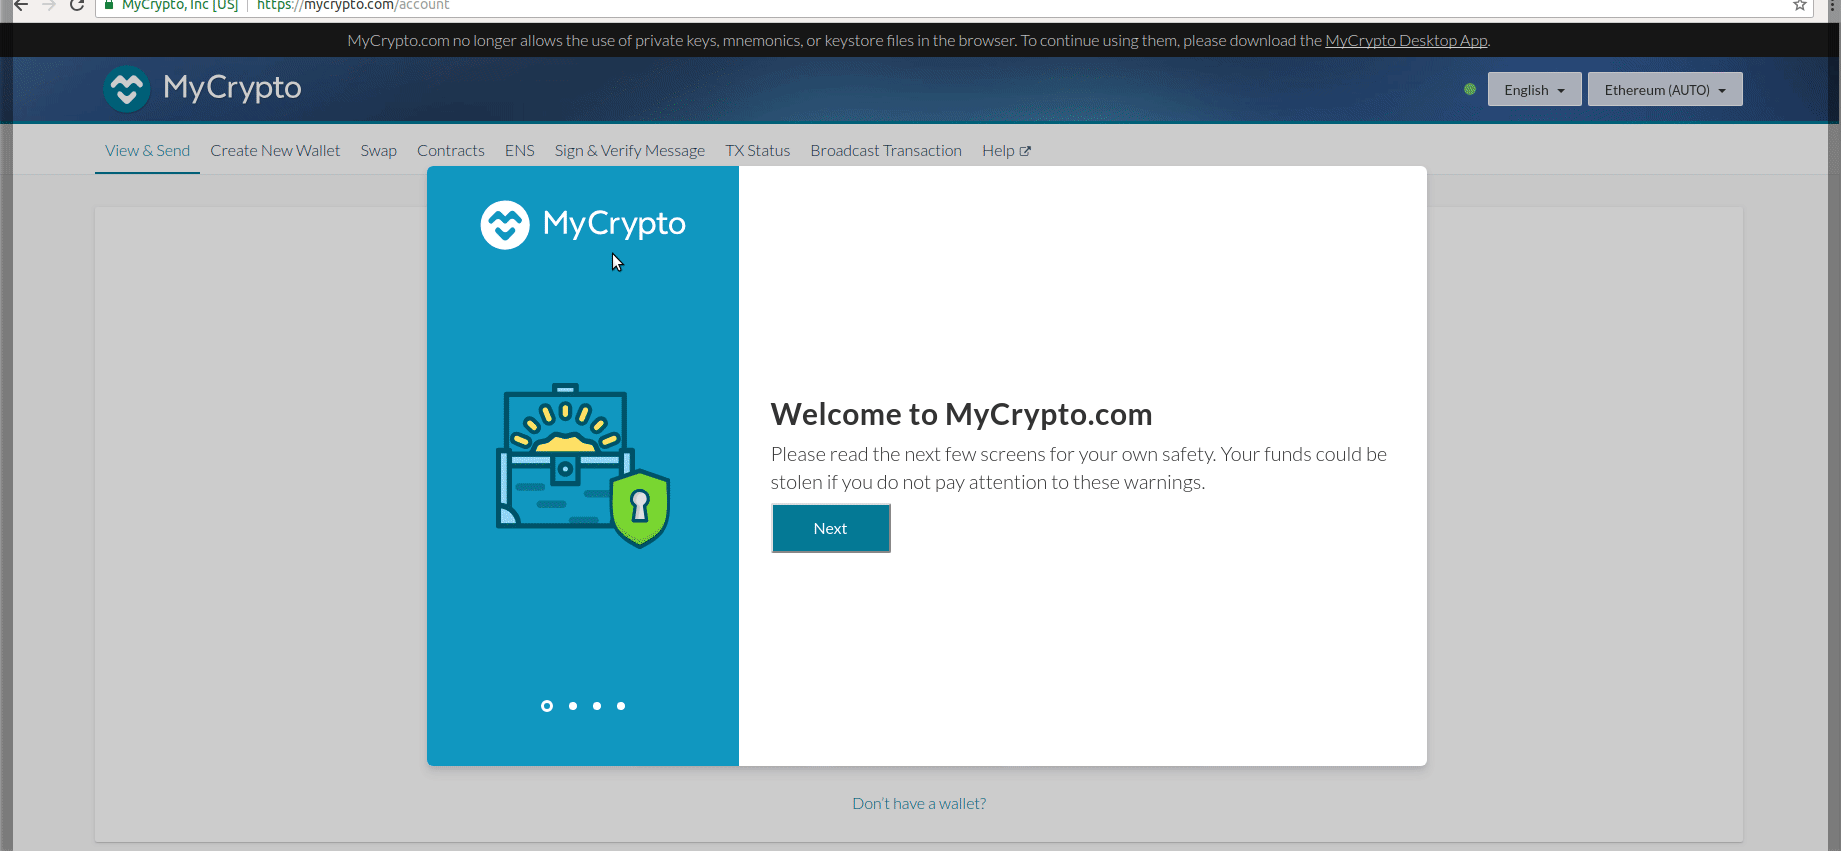 MyCrypto, Inc [US] https://mycrypto.com/account
MyCrypto.com no longer allows the use of private keys, mnemonics, or keystore files in the browser. To continue using them, please download the MyCrypto Desktop App.
MyCrypto
English
Ethereum (AUTO)
View & Send Create New Wallet Swap Contracts ENS Sign & Verify Message TX Status Broadcast Transaction Help
MyCrypto
Welcome to MyCrypto.com
Please read the next few screens for your own safety. Your funds could be
stolen if you do not pay attention to these warnings.
Next
Don't have a wallet?